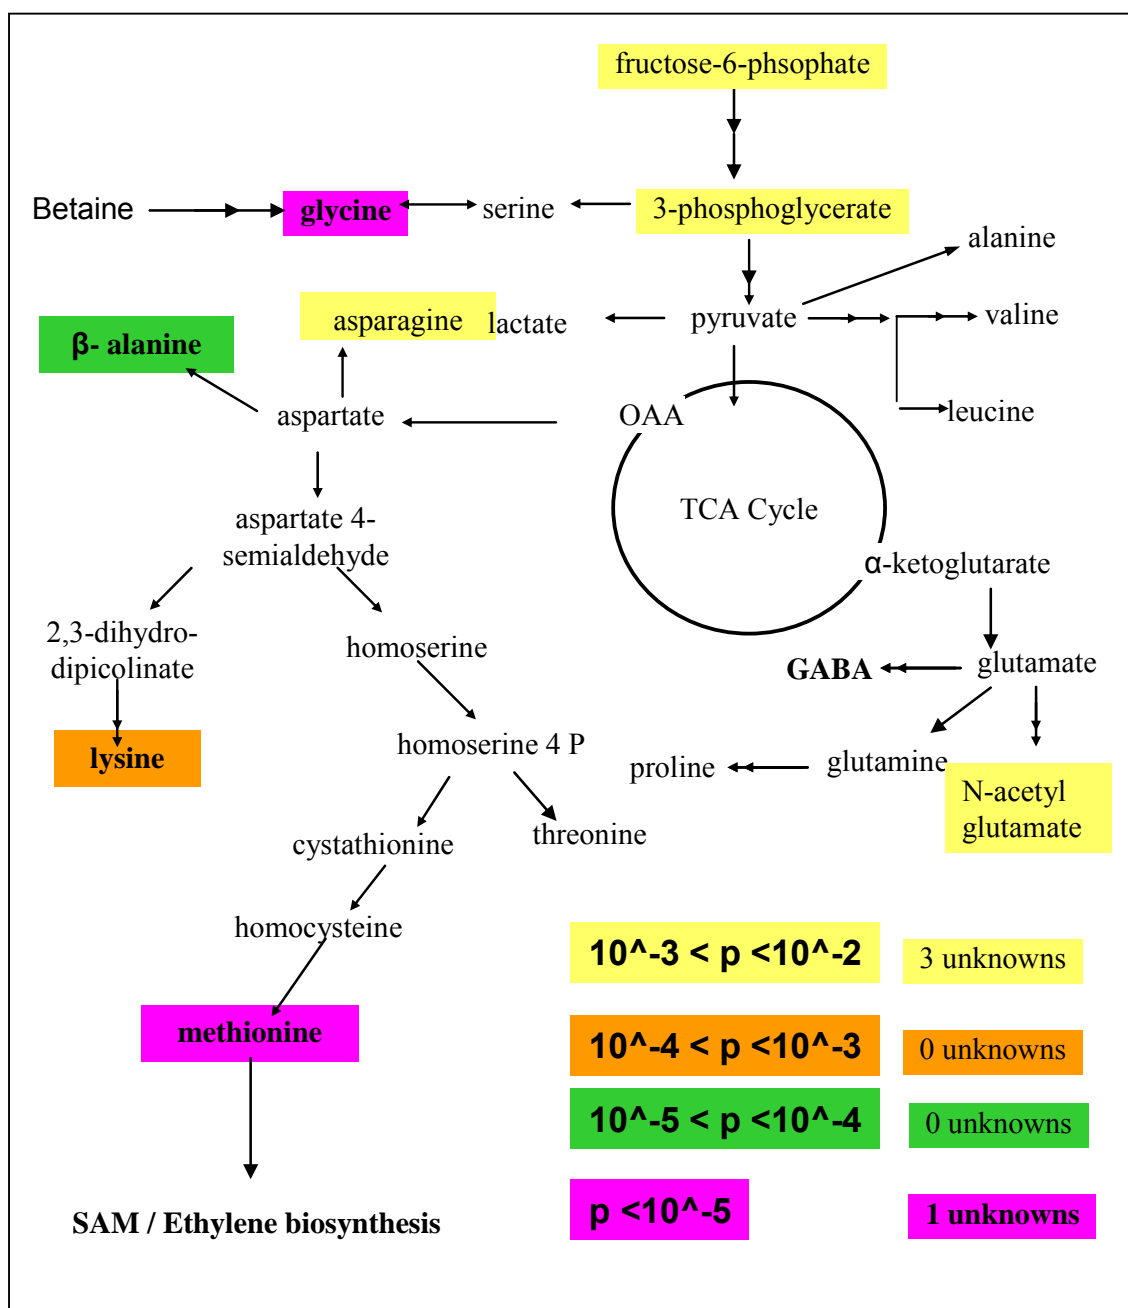 fructose-6-phsophate
Betaine
glycine
serine
3-phosphoglycerate
alanine
β- alanine
asparagine
lactate
pyruvate
valine
aspartate
OAA
leucine
TCA Cycle
aspartate 4-
semialdehyde
α-ketoglutarate
2,3-dihydro-
dipicolinate
homoserine
GABA
glutamate
lysine
homoserine 4 P
proline
glutamine
N-acetyl
glutamate
cystathionine
threonine
homocysteine
10^-3 < p <10^-2
3 unknowns
methionine
10^-4 < p <10^-3
0 unknowns
10^-5 < p <10^-4
0 unknowns
SAM / Ethylene biosynthesis
p <10^-5
1 unknowns